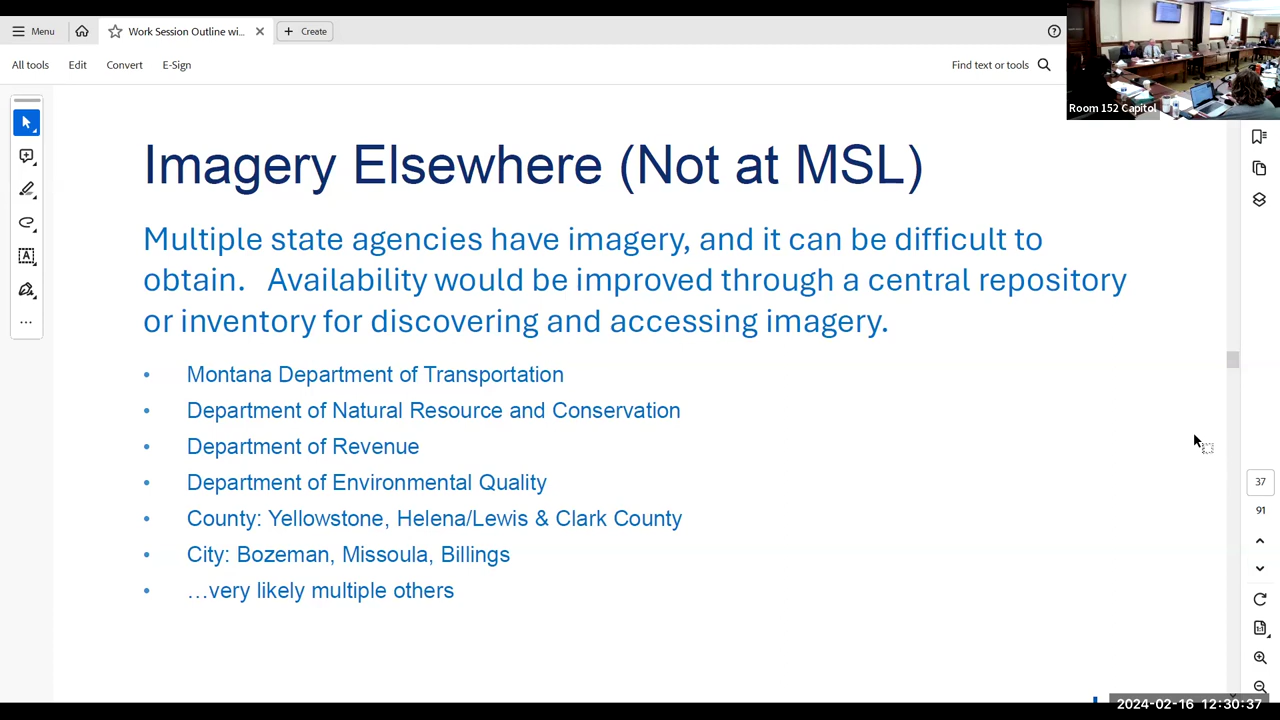 Menu
Work Session Outline wi...
Create
All tools
Edit
Convert
E-Sign
Find text or tools
Room 152 Capitol
Imagery Elsewhere (Not at MSL)
Multiple state agencies have imagery, and it can be difficult to
obtain. Availability would be improved through a central repository
or inventory for discovering and accessing imagery.
• Montana Department of Transportation
• Department of Natural Resource and Conservation
• Department of Revenue
• Department of Environmental Quality
• County: Yellowstone, Helena/Lewis & Clark County
• City: Bozeman, Missoula, Billings
• …very likely multiple others
37
91
2024-02-16 12:30:37